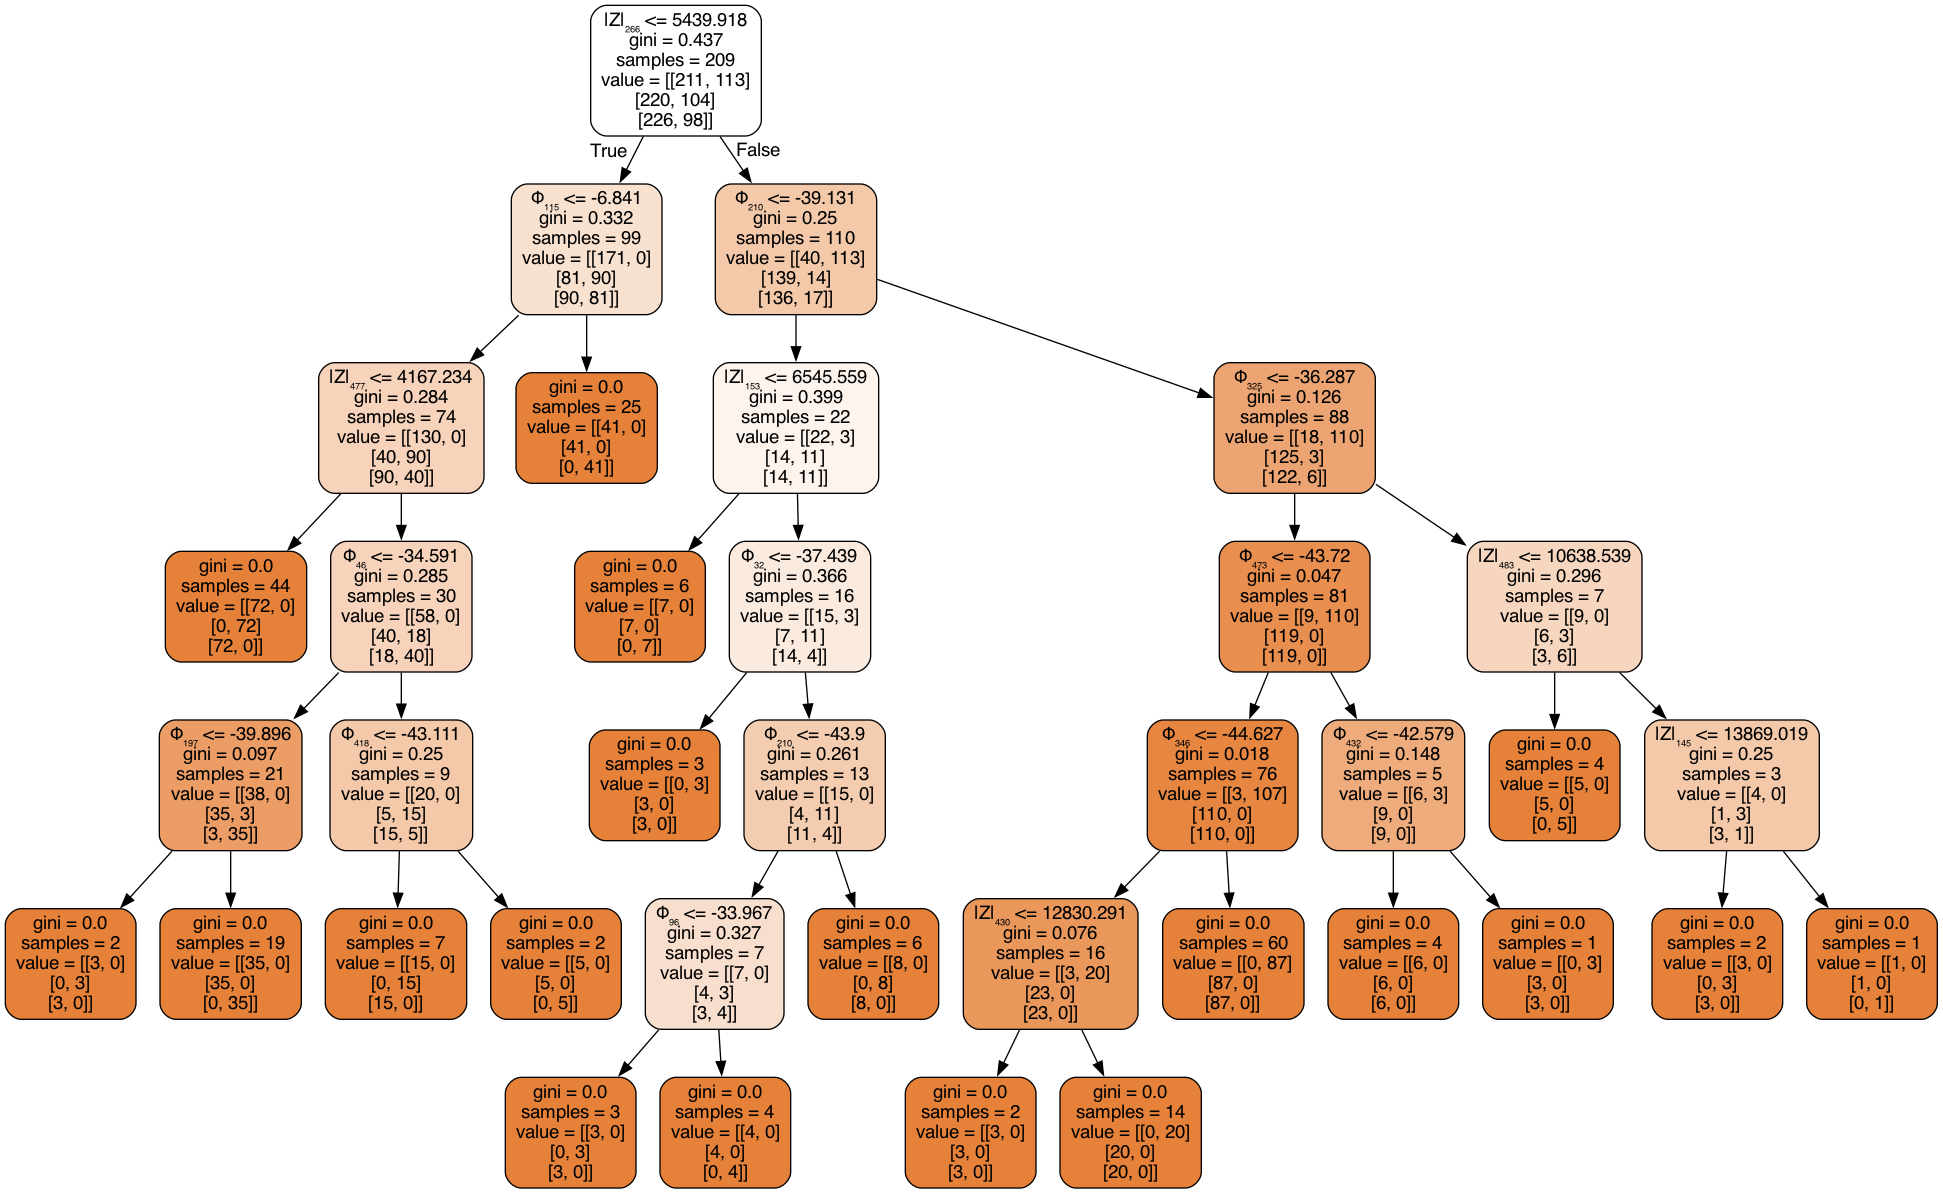 |Z|₂₆₆ <= 5439.918
gini = 0.437
samples = 209
value = [[211, 113]
[220, 104]
[226, 98]]
True
False
Φ₁₁₅ <= -6.841
gini = 0.332
samples = 99
value = [[171, 0]
[81, 90]
[90, 81]]
Φ₂₁₀ <= -39.131
gini = 0.25
samples = 110
value = [[40, 113]
[139, 14]
[136, 17]]
|Z|₄₇₇ <= 4167.234
gini = 0.284
samples = 74
value = [[130, 0]
[40, 90]
[90, 40]]
gini = 0.0
samples = 25
value = [[41, 0]
[41, 0]
[0, 41]]
|Z|₁₅₃ <= 6545.559
gini = 0.399
samples = 22
value = [[22, 3]
[14, 11]
[14, 11]]
Φ₃₂₅ <= -36.287
gini = 0.126
samples = 88
value = [[18, 110]
[125, 3]
[122, 6]]
gini = 0.0
samples = 44
value = [[72, 0]
[0, 72]
[72, 0]]
Φ₄₆ <= -34.591
gini = 0.285
samples = 30
value = [[58, 0]
[40, 18]
[18, 40]]
gini = 0.0
samples = 6
value = [[7, 0]
[7, 0]
[0, 7]]
Φ₃₂ <= -37.439
gini = 0.366
samples = 16
value = [[15, 3]
[7, 11]
[14, 4]]
Φ₄₇₃ <= -43.72
gini = 0.047
samples = 81
value = [[9, 110]
[119, 0]
[119, 0]]
|Z|₄₈₃ <= 10638.539
gini = 0.296
samples = 7
value = [[9, 0]
[6, 3]
[3, 6]]
Φ₁₉₇ <= -39.896
gini = 0.097
samples = 21
value = [[38, 0]
[35, 3]
[3, 35]]
Φ₄₁₈ <= -43.111
gini = 0.25
samples = 9
value = [[20, 0]
[5, 15]
[15, 5]]
gini = 0.0
samples = 3
value = [[0, 3]
[3, 0]
[3, 0]]
Φ₂₁₀ <= -43.9
gini = 0.261
samples = 13
value = [[15, 0]
[4, 11]
[11, 4]]
Φ₃₄₆ <= -44.627
gini = 0.018
samples = 76
value = [[3, 107]
[110, 0]
[110, 0]]
Φ₄₃₂ <= -42.579
gini = 0.148
samples = 5
value = [[6, 3]
[9, 0]
[9, 0]]
gini = 0.0
samples = 4
value = [[5, 0]
[5, 0]
[0, 5]]
|Z|₁₄₅ <= 13869.019
gini = 0.25
samples = 3
value = [[4, 0]
[1, 3]
[3, 1]]
gini = 0.0
samples = 2
value = [[3, 0]
[0, 3]
[3, 0]]
gini = 0.0
samples = 19
value = [[35, 0]
[35, 0]
[0, 35]]
gini = 0.0
samples = 7
value = [[15, 0]
[0, 15]
[15, 0]]
gini = 0.0
samples = 2
value = [[5, 0]
[5, 0]
[0, 5]]
Φ₉₆ <= -33.967
gini = 0.327
samples = 7
value = [[7, 0]
[4, 3]
[3, 4]]
gini = 0.0
samples = 6
value = [[8, 0]
[0, 8]
[8, 0]]
|Z|₄₃₀ <= 12830.291
gini = 0.076
samples = 16
value = [[3, 20]
[23, 0]
[23, 0]]
gini = 0.0
samples = 60
value = [[0, 87]
[87, 0]
[87, 0]]
gini = 0.0
samples = 4
value = [[6, 0]
[6, 0]
[6, 0]]
gini = 0.0
samples = 1
value = [[0, 3]
[3, 0]
[3, 0]]
gini = 0.0
samples = 2
value = [[3, 0]
[0, 3]
[3, 0]]
gini = 0.0
samples = 1
value = [[1, 0]
[1, 0]
[0, 1]]
gini = 0.0
samples = 3
value = [[3, 0]
[0, 3]
[3, 0]]
gini = 0.0
samples = 4
value = [[4, 0]
[4, 0]
[0, 4]]
gini = 0.0
samples = 2
value = [[3, 0]
[3, 0]
[3, 0]]
gini = 0.0
samples = 14
value = [[0, 20]
[20, 0]
[20, 0]]